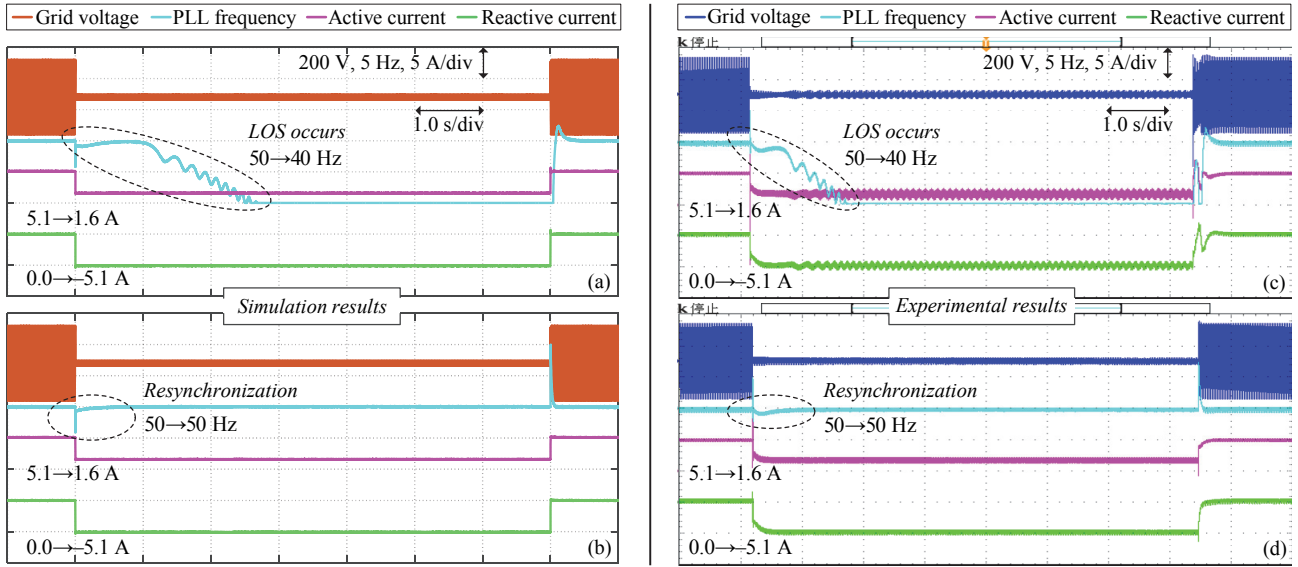 Grid voltage PLL frequency Active current Reactive current
200 V, 5 Hz, 5 A/div
1.0 s/div
LOS occurs
50→40 Hz
5.1→1.6 A
0.0→–5.1 A
(a)
Simulation results
Resynchronization
50→50 Hz
5.1→1.6 A
0.0→–5.1 A
(b)
Grid voltage PLL frequency Active current Reactive current
k 停止
200 V, 5 Hz, 5 A/div
1.0 s/div
LOS occurs
50→40 Hz
5.1→1.6 A
0.0→–5.1 A
(c)
k 停止
Experimental results
Resynchronization
50→50 Hz
5.1→1.6 A
0.0→–5.1 A
(d)